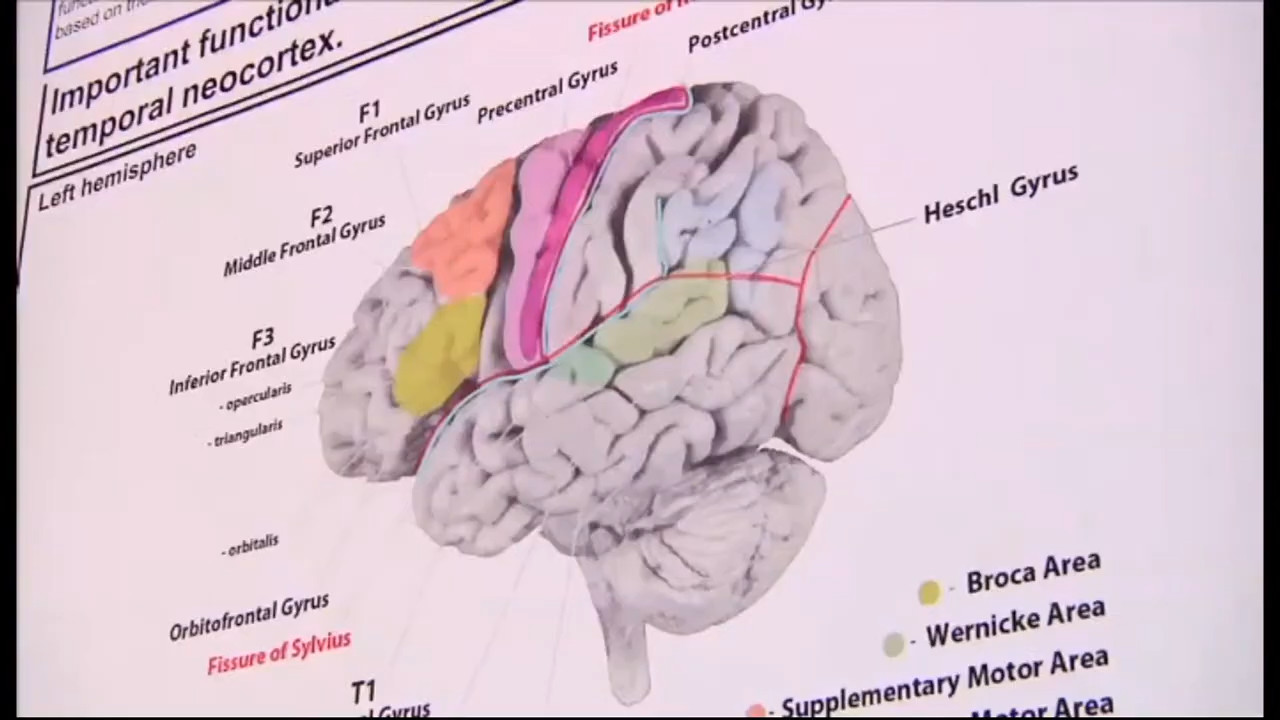 based on
Important
temporal neocortex.
Left hemisphere
Fissure of
Postcentral
Precentral Gyrus
F1
Superior Frontal Gyrus
F2
Middle Frontal Gyrus
Heschl Gyrus
F3
Inferior Frontal Gyrus
- opercularis
- triangularis
- orbitalis
Orbitofrontal Gyrus
Fissure of Sylvius
T1
Gyrus
- Broca Area
- Wernicke Area
- Supplementary Motor Area
Motor Area